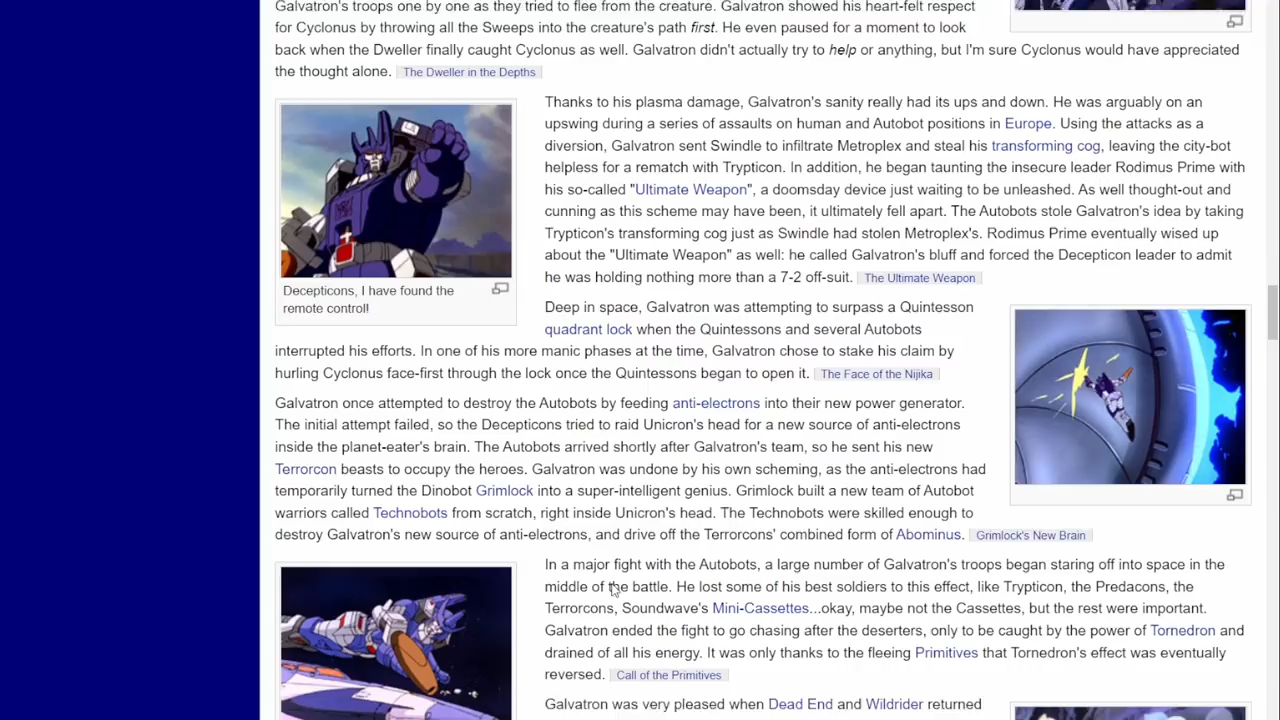 Galvatron's troops one by one as they tried to flee from the creature. Galvatron showed his heart-felt respect
for Cyclonus by throwing all the Sweeps into the creature's path first. He even paused for a moment to look
back when the Dweller finally caught Cyclonus as well. Galvatron didn't actually try to help or anything, but I'm sure Cyclonus would have appreciated
the thought alone. The Dweller in the Depths
Thanks to his plasma damage, Galvatron's sanity really had its ups and down. He was arguably on an
upswing during a series of assaults on human and Autobot positions in Europe. Using the attacks as a
diversion, Galvatron sent Swindle to infiltrate Metroplex and steal his transforming cog, leaving the city-bot
helpless for a rematch with Trypticon. In addition, he began taunting the insecure leader Rodimus Prime with
his so-called "Ultimate Weapon", a doomsday device just waiting to be unleashed. As well thought-out and
cunning as this scheme may have been, it ultimately fell apart. The Autobots stole Galvatron's idea by taking
Trypticon's transforming cog just as Swindle had stolen Metroplex's. Rodimus Prime eventually wised up
about the "Ultimate Weapon" as well: he called Galvatron's bluff and forced the Decepticon leader to admit
he was holding nothing more than a 7-2 off-suit. The Ultimate Weapon
Decepticons, I have found the
remote control!
Deep in space, Galvatron was attempting to surpass a Quintesson
quadrant lock when the Quintessons and several Autobots
interrupted his efforts. In one of his more manic phases at the time, Galvatron chose to stake his claim by
hurling Cyclonus face-first through the lock once the Quintessons began to open it. The Face of the Nijika
Galvatron once attempted to destroy the Autobots by feeding anti-electrons into their new power generator.
The initial attempt failed, so the Decepticons tried to raid Unicron's head for a new source of anti-electrons
inside the planet-eater's brain. The Autobots arrived shortly after Galvatron's team, so he sent his new
Terrorcon beasts to occupy the heroes. Galvatron was undone by his own scheming, as the anti-electrons had
temporarily turned the Dinobot Grimlock into a super-intelligent genius. Grimlock built a new team of Autobot
warriors called Technobots from scratch, right inside Unicron's head. The Technobots were skilled enough to
destroy Galvatron's new source of anti-electrons, and drive off the Terrorcons' combined form of Abominus. Grimlock's New Brain
In a major fight with the Autobots, a large number of Galvatron's troops began staring off into space in the
middle of the battle. He lost some of his best soldiers to this effect, like Trypticon, the Predacons, the
Terrorcons, Soundwave's Mini-Cassettes...okay, maybe not the Cassettes, but the rest were important.
Galvatron ended the fight to go chasing after the deserters, only to be caught by the power of Tornedron and
drained of all his energy. It was only thanks to the fleeing Primitives that Tornedron's effect was eventually
reversed. Call of the Primitives
Galvatron was very pleased when Dead End and Wildrider returned